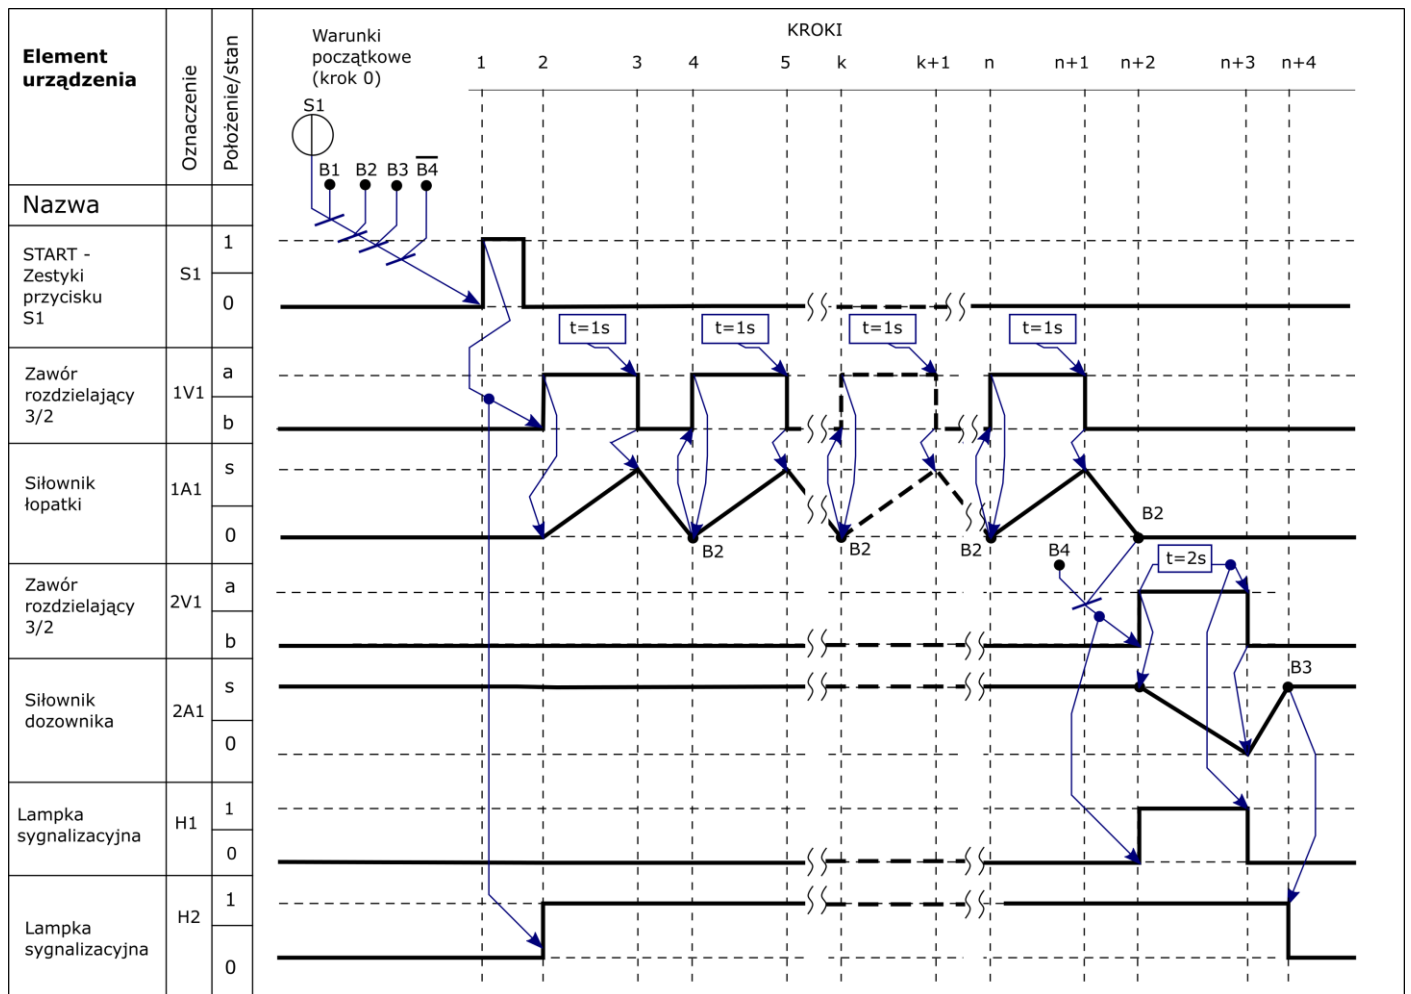 Element
urządzenia
Oznaczenie
Położenie/stan
Warunki
początkowe
(krok 0)
KROKI
1 2 3 4 5 k k+1 n n+1 n+2 n+3 n+4
S1
B1 B2 B3 B4
Nazwa
START -
Zestyki
przycisku
S1
S1
1
0
t=1s t=1s t=1s t=1s
Zawór
rozdzielający
3/2
1V1
a
b
Siłownik
łopatki
1A1
s
0
B2 B2 B2 B2
B4
t=2s
Zawór
rozdzielający
3/2
2V1
a
b
Siłownik
dozownika
2A1
s
0
B3
Lampka
sygnalizacyjna
H1
1
0
Lampka
sygnalizacyjna
H2
1
0